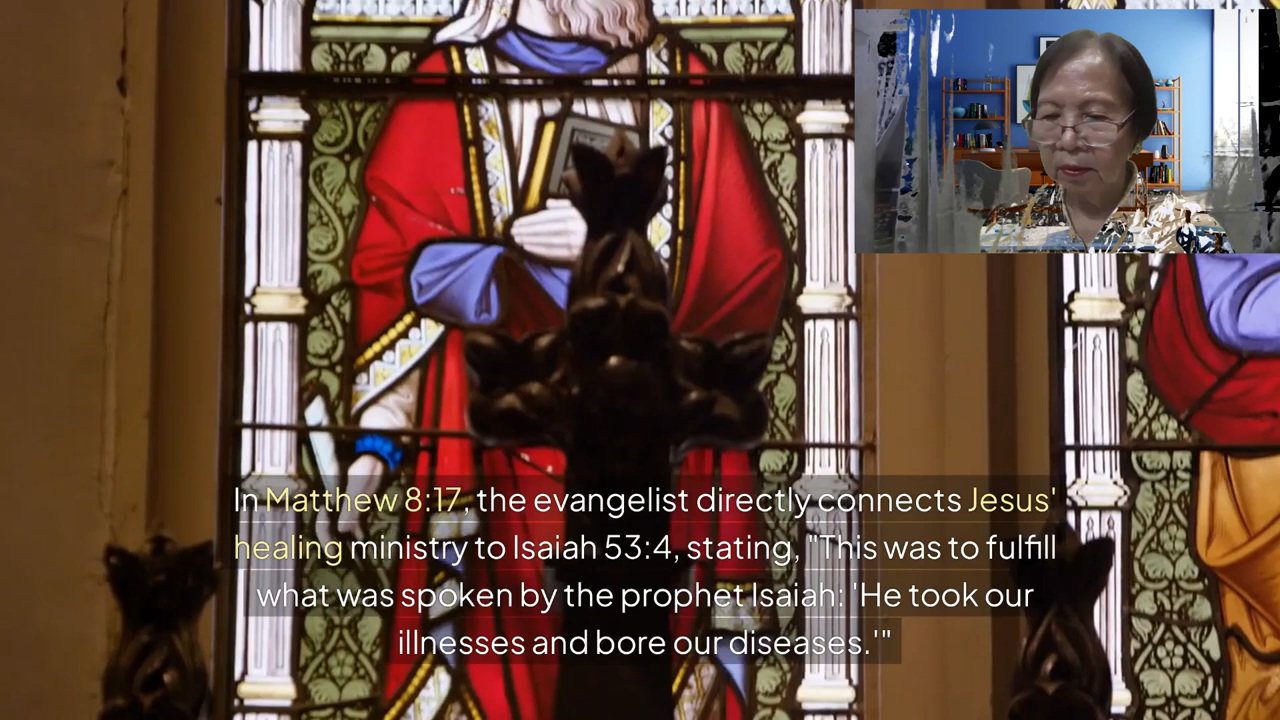 In Matthew 8:17, the evangelist directly connects Jesus'
healing ministry to Isaiah 53:4, stating, "This was to fulfill
what was spoken by the prophet Isaiah: 'He took our
illnesses and bore our diseases.'"